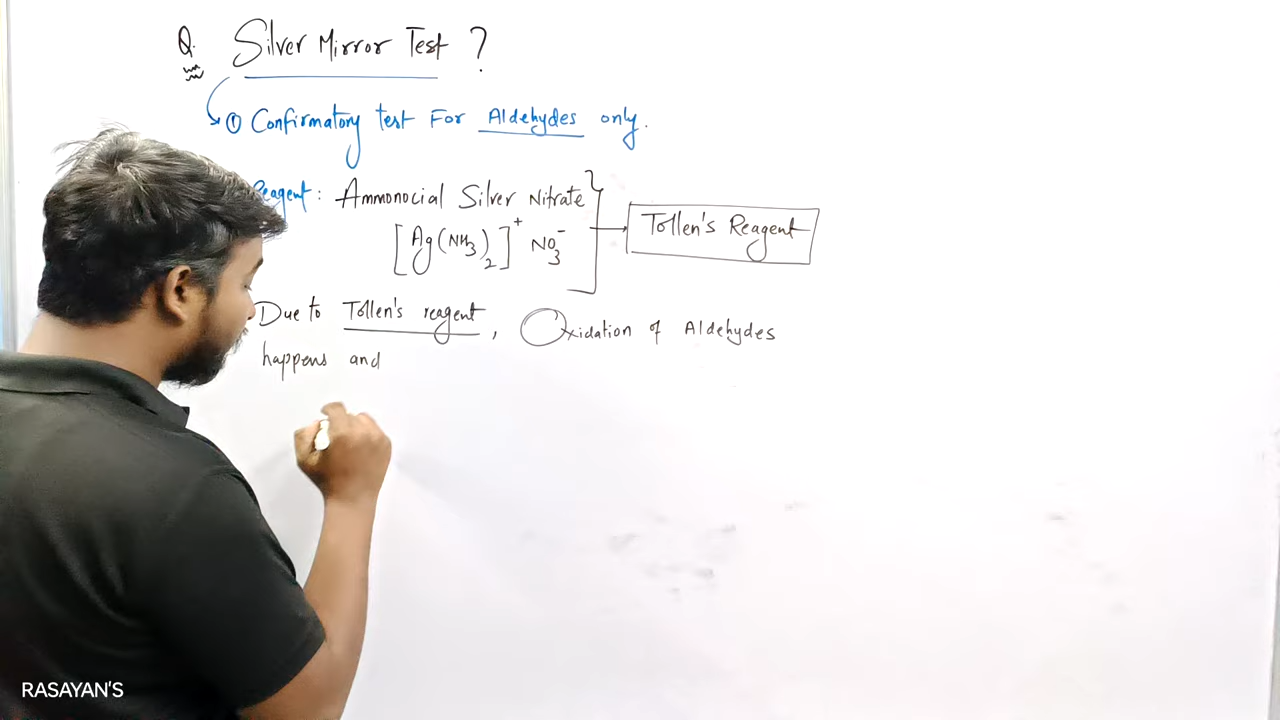 Q. Silver Mirror Test ?
① Confirmatory test For Aldehydes only.
Reagent : Ammonocial Silver Nitrate
[Ag(NH3)2]+ NO3-
Tollen's Reagent
Due to Tollen's reagent, Oxidation of Aldehydes
happens and
RASAYAN'S